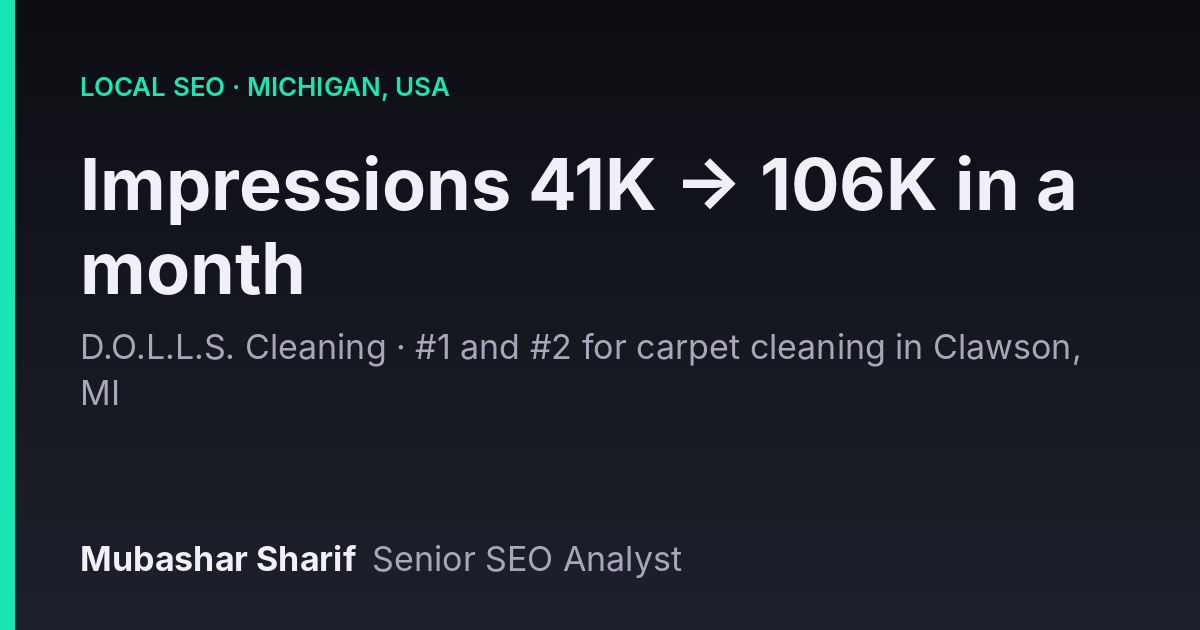 LOCAL SEO · MICHIGAN, USA
Impressions 41K → 106K in a
month
D.O.L.L.S. Cleaning · #1 and #2 for carpet cleaning in Clawson,
MI
Mubashar Sharif Senior SEO Analyst